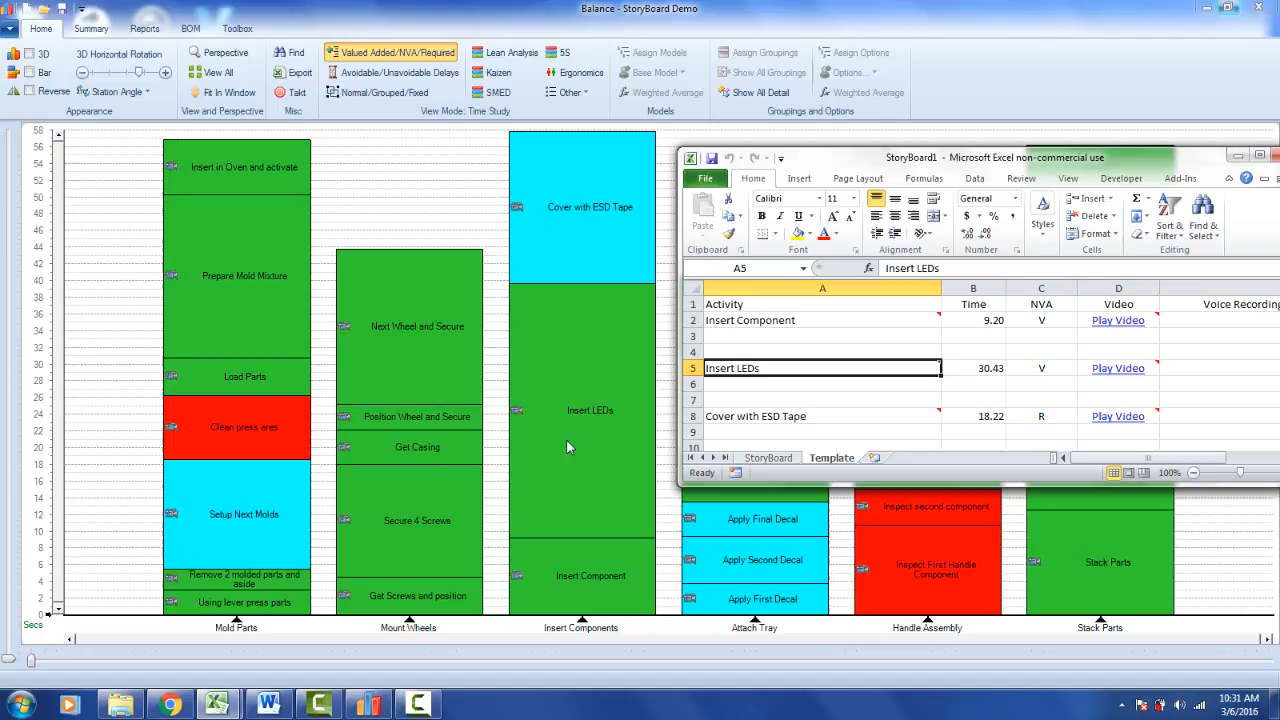 Balance - StoryBoard Demo
Home Summary Reports BOM Toolbox
3D 3D Horizontal Rotation Perspective Find Valued Added/NVA/Required Lean Analysis 5S Assign Models Assign Groupings Assign Options
Bar View All Export Avoidable/Unavoidable Delays Kaizen Ergonomics Base Model Show All Groupings Options...
Reverse Station Angle Fit In Window Takt Normal/Grouped/Fixed SMED Other Weighted Average Show All Detail Weighted Average
Appearance View and Perspective Misc View Mode: Time Study Models Groupings and Options
58
56
54
52
50
48
46
44
42
40
38
36
34
32
30
28
26
24
22
20
18
16
14
12
10
8
6
4
2
0
Secs
Insert in Oven and activate
Prepare Mold Mixture
Load Parts
Clean press ares
Setup Next Molds
Remove 2 molded parts and
aside
Using lever press parts
Mold Parts
Next Wheel and Secure
Position Wheel and Secure
Get Casing
Secure 4 Screws
Get Screws and position
Mount Wheels
Cover with ESD Tape
Insert LEDs
Insert Component
Insert Components
Apply Final Decal
Apply Second Decal
Apply First Decal
Attach Tray
Inspect second component
Inspect First Handle
Component
Handle Assembly
Stack Parts
Stack Parts
StoryBoard1 - Microsoft Excel non-commercial use
File Home Insert Page Layout Formulas Data Review View Developer Add-Ins
Paste Calibri 11 General Styles Insert Delete Format Sort & Filter Find & Select
B I U A A $ % ,
Clipboard Font Alignment Number Cells Editing
A5 fx Insert LEDs
A B C D
1 Activity Time NVA Video Voice Recording
2 Insert Component 9.20 V Play Video
3
4
5 Insert LEDs 30.43 V Play Video
6
7
8 Cover with ESD Tape 18.22 R Play Video
9
10
StoryBoard Template
Ready 100%
10:31 AM
3/6/2016